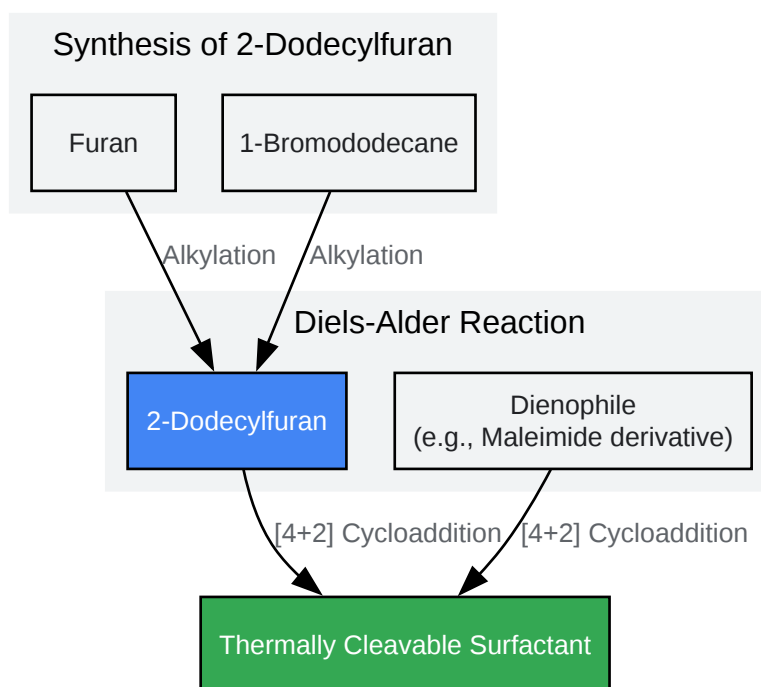 Synthesis of 2-Dodecylfuran
Furan
1-Bromododecane
Alkylation
Alkylation
Diels-Alder Reaction
2-Dodecylfuran
Dienophile
(e.g., Maleimide derivative)
[4+2] Cycloaddition
[4+2] Cycloaddition
Thermally Cleavable Surfactant